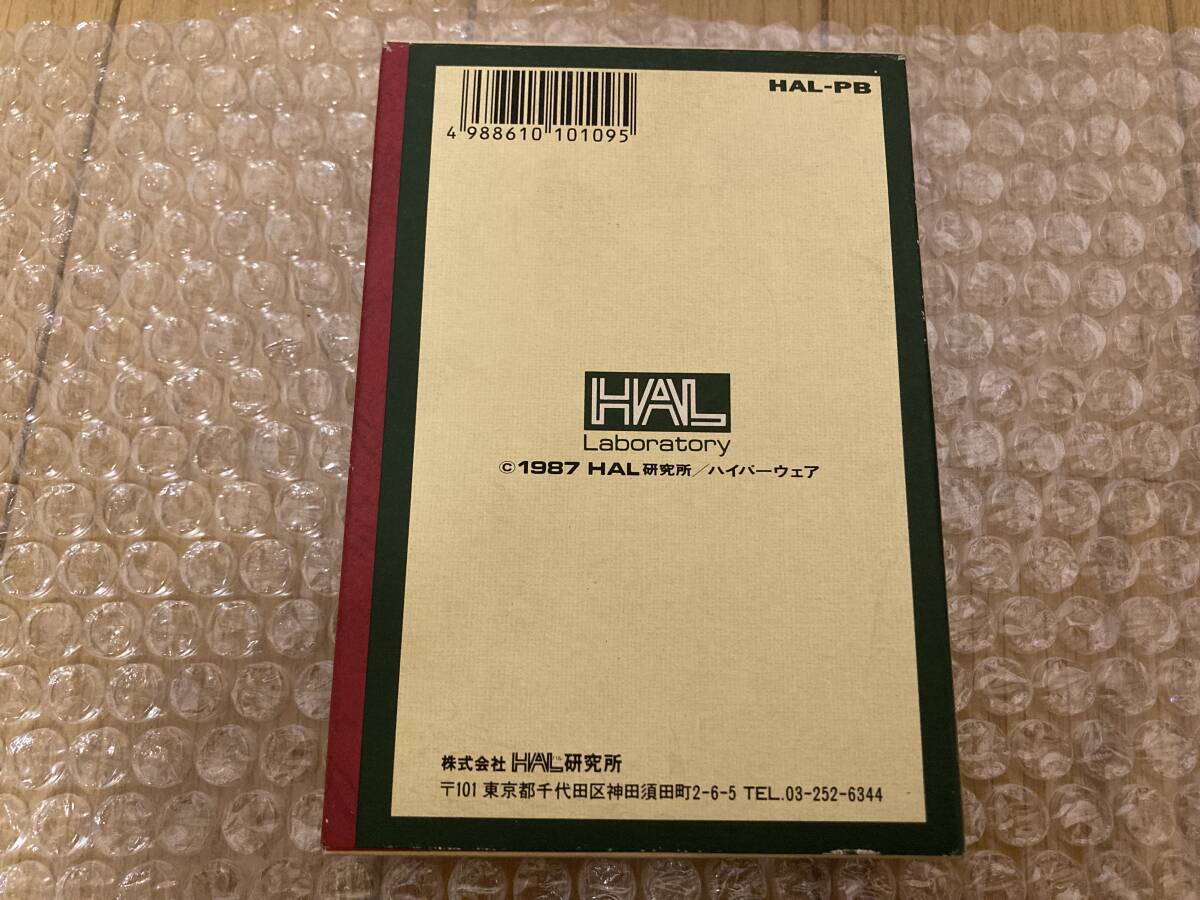 4 988610 101095
HAL-PB
HAL
Laboratory
©1987 HAL研究所/ハイパーウェア
株式会社 HAL研究所
〒101 東京都千代田区神田須田町2-6-5 TEL.03-252-6344